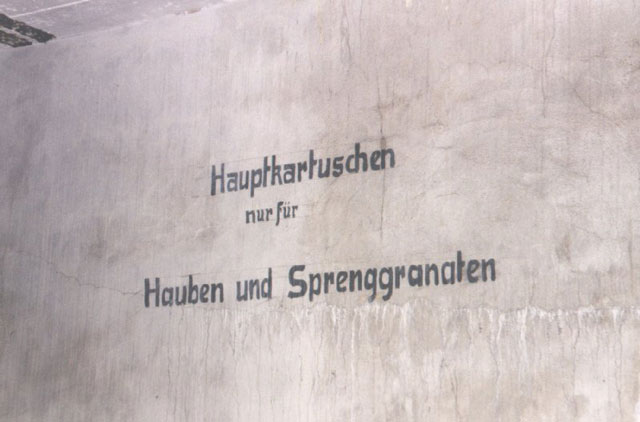 Hauptkartuschen
nur für
Hauben und Sprenggranaten